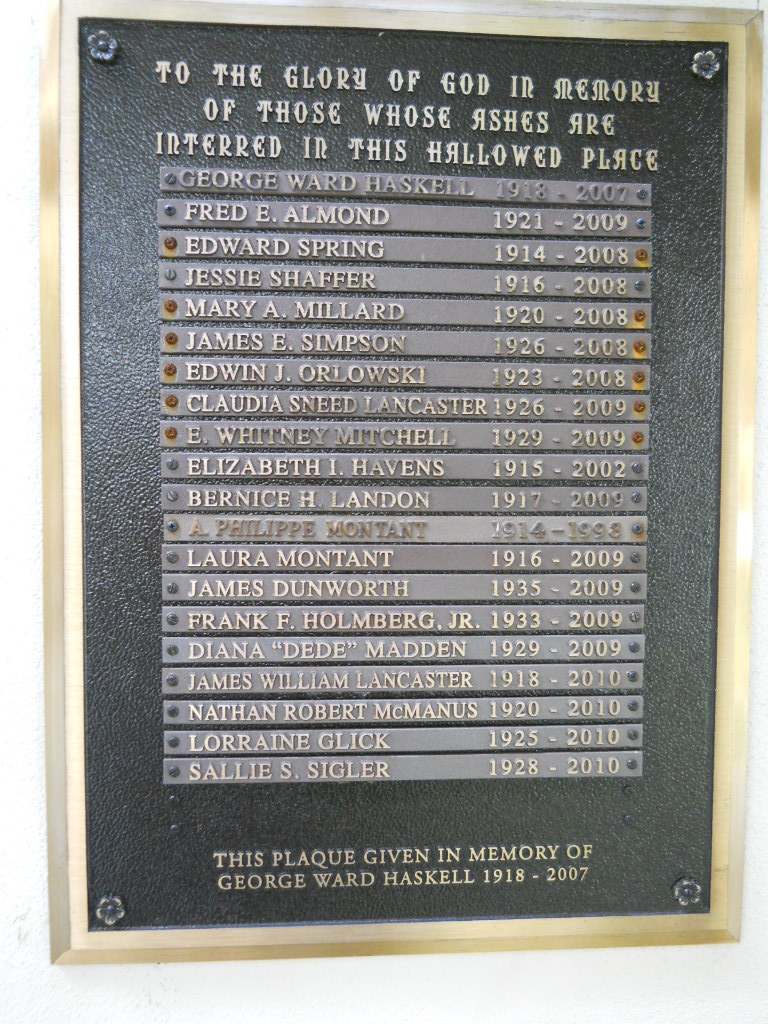 TO THE GLORY OF GOD IN MEMORY
OF THOSE WHOSE ASHES ARE
INTERRED IN THIS HALLOWED PLACE
GEORGE WARD HASKELL 1918 - 2007
FRED E. ALMOND 1921 - 2009
EDWARD SPRING 1914 - 2008
JESSIE SHAFFER 1916 - 2008
MARY A. MILLARD 1920 - 2008
JAMES E. SIMPSON 1926 - 2008
EDWIN J. ORLOWSKI 1923 - 2008
CLAUDIA SNEED LANCASTER 1926 - 2009
E. WHITNEY MITCHELL 1929 - 2009
ELIZABETH I. HAVENS 1915 - 2002
BERNICE H. LANDON 1917 - 2009
A. PHILIPPE MONTANT 1914-1998
LAURA MONTANT 1916 - 2009
JAMES DUNWORTH 1935 - 2009
FRANK F. HOLMBERG, JR. 1933 - 2009
DIANA "DEDE" MADDEN 1929 - 2009
JAMES WILLIAM LANCASTER 1918 - 2010
NATHAN ROBERT McMANUS 1920 - 2010
LORRAINE GLICK 1925 - 2010
SALLIE S. SIGLER 1928 - 2010
THIS PLAQUE GIVEN IN MEMORY OF
GEORGE WARD HASKELL 1918 - 2007